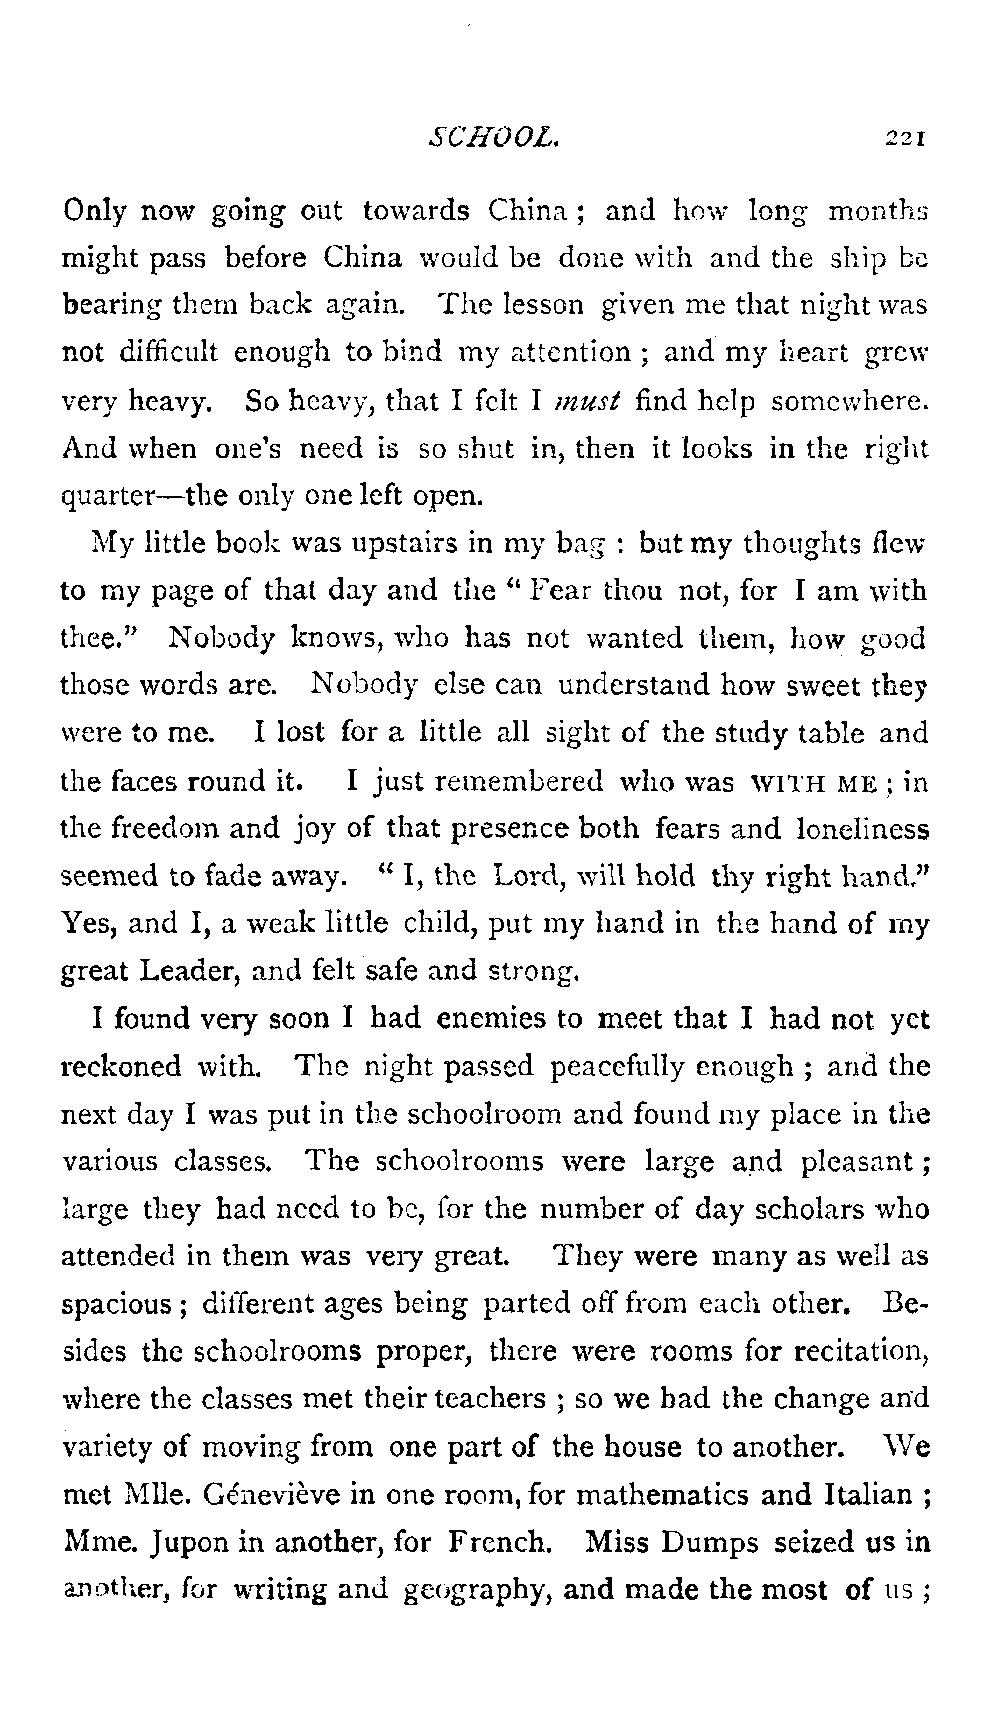 SCHOOL. 221
Only now going out towards China ; and how long months
might pass before China would be done with and the ship be
bearing them back again. The lesson given me that night was
not difficult enough to bind my attention ; and my heart grew
very heavy. So heavy, that I felt I must find help somewhere.
And when one's need is so shut in, then it looks in the right
quarter—the only one left open.
My little book was upstairs in my bag : but my thoughts flew
to my page of that day and the “ Fear thou not, for I am with
thee.” Nobody knows, who has not wanted them, how good
those words are. Nobody else can understand how sweet they
were to me. I lost for a little all sight of the study table and
the faces round it. I just remembered who was WITH ME ; in
the freedom and joy of that presence both fears and loneliness
seemed to fade away. “ I, the Lord, will hold thy right hand.”
Yes, and I, a weak little child, put my hand in the hand of my
great Leader, and felt safe and strong.
I found very soon I had enemies to meet that I had not yet
reckoned with. The night passed peacefully enough ; and the
next day I was put in the schoolroom and found my place in the
various classes. The schoolrooms were large and pleasant ;
large they had need to be, for the number of day scholars who
attended in them was very great. They were many as well as
spacious ; different ages being parted off from each other. Be-
sides the schoolrooms proper, there were rooms for recitation,
where the classes met their teachers ; so we had the change and
variety of moving from one part of the house to another. We
met Mlle. Géneviève in one room, for mathematics and Italian ;
Mme. Jupon in another, for French. Miss Dumps seized us in
another, for writing and geography, and made the most of us ;